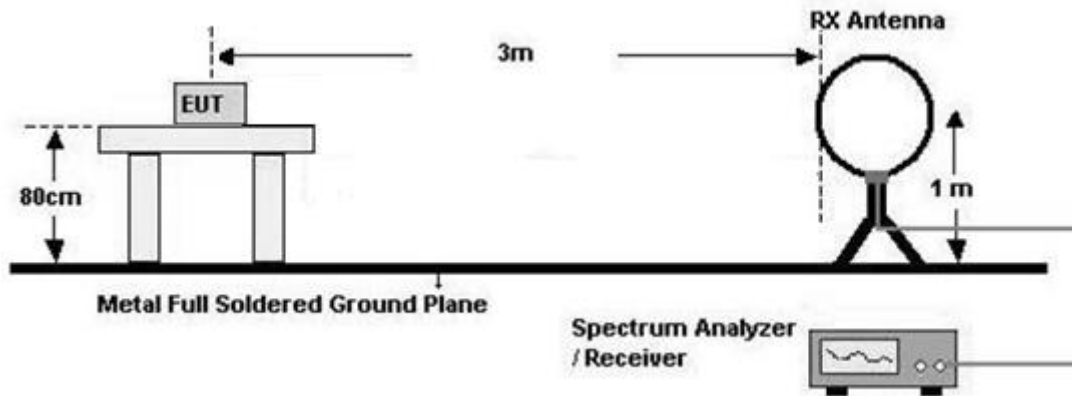 RX Antenna
3m
EUT
80cm
1 m
Metal Full Soldered Ground Plane
Spectrum Analyzer
/ Receiver